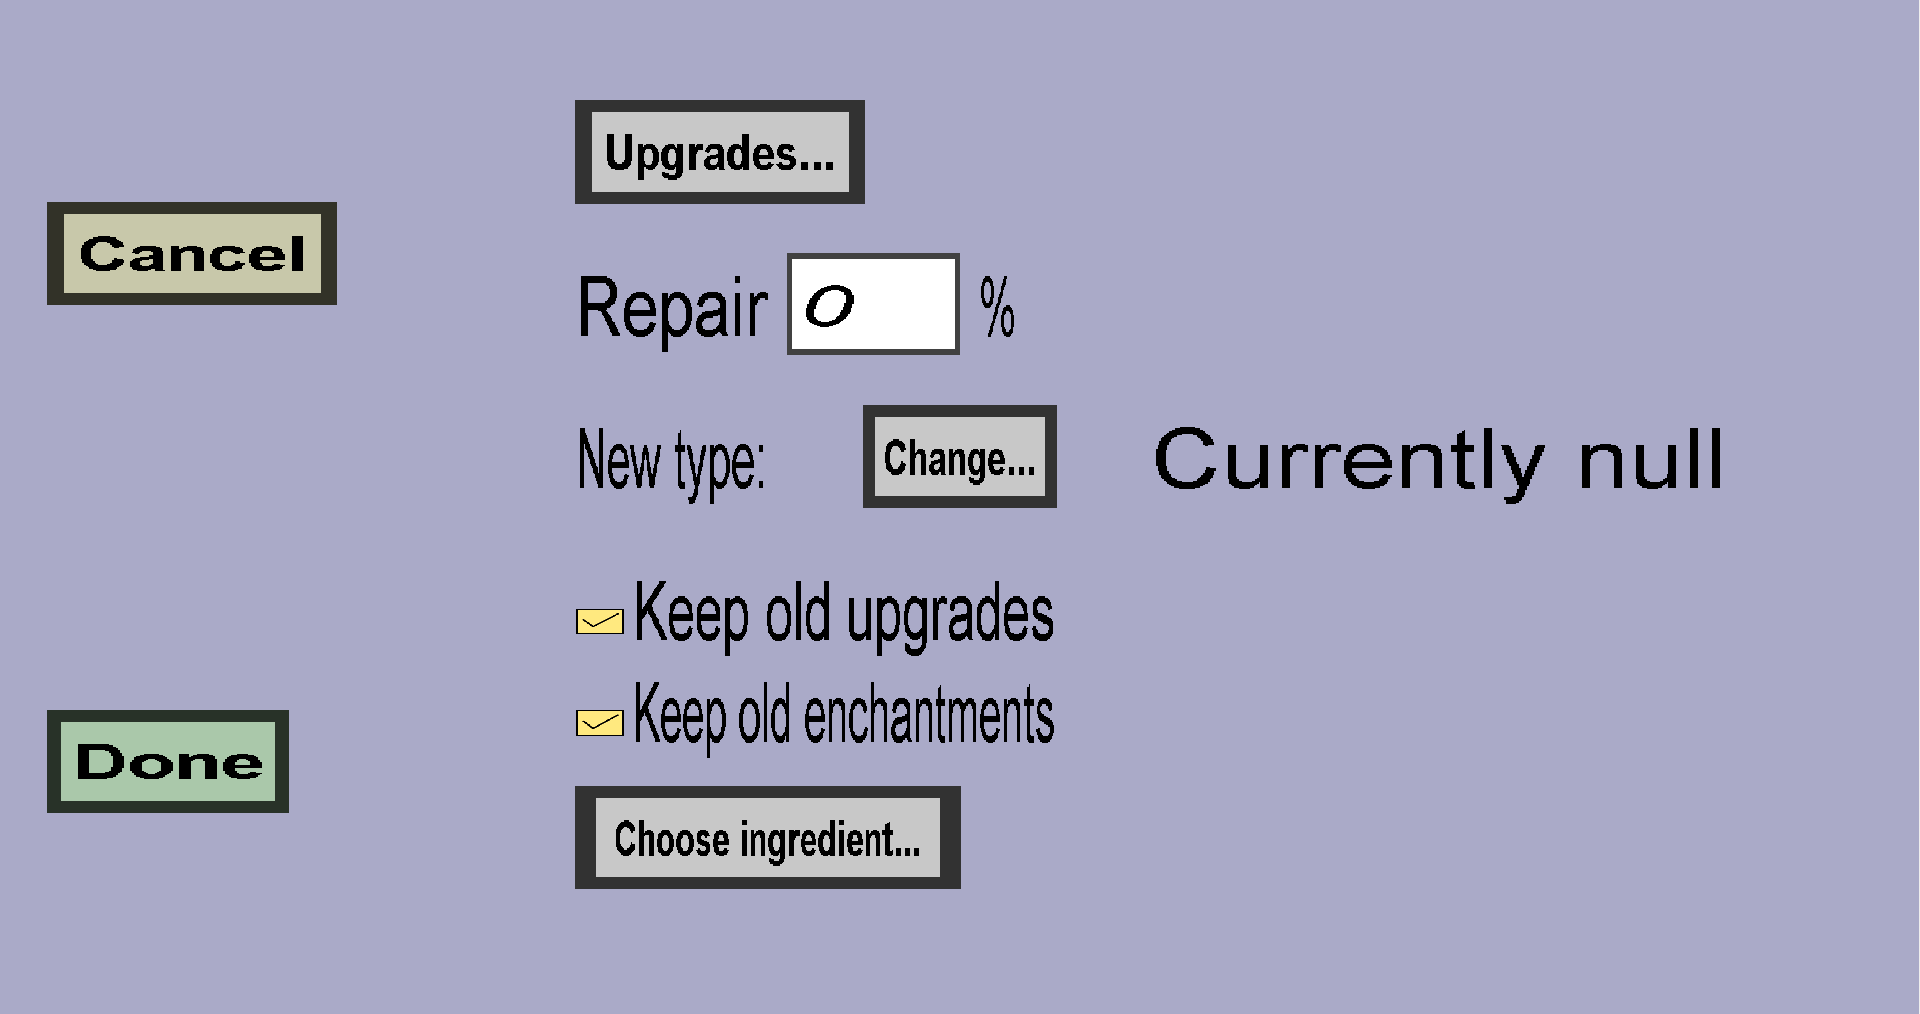 Upgrades...
Cancel
Repair 0 %
New type: Change... Currently null
Keep old upgrades
Keep old enchantments
Done
Choose ingredient...